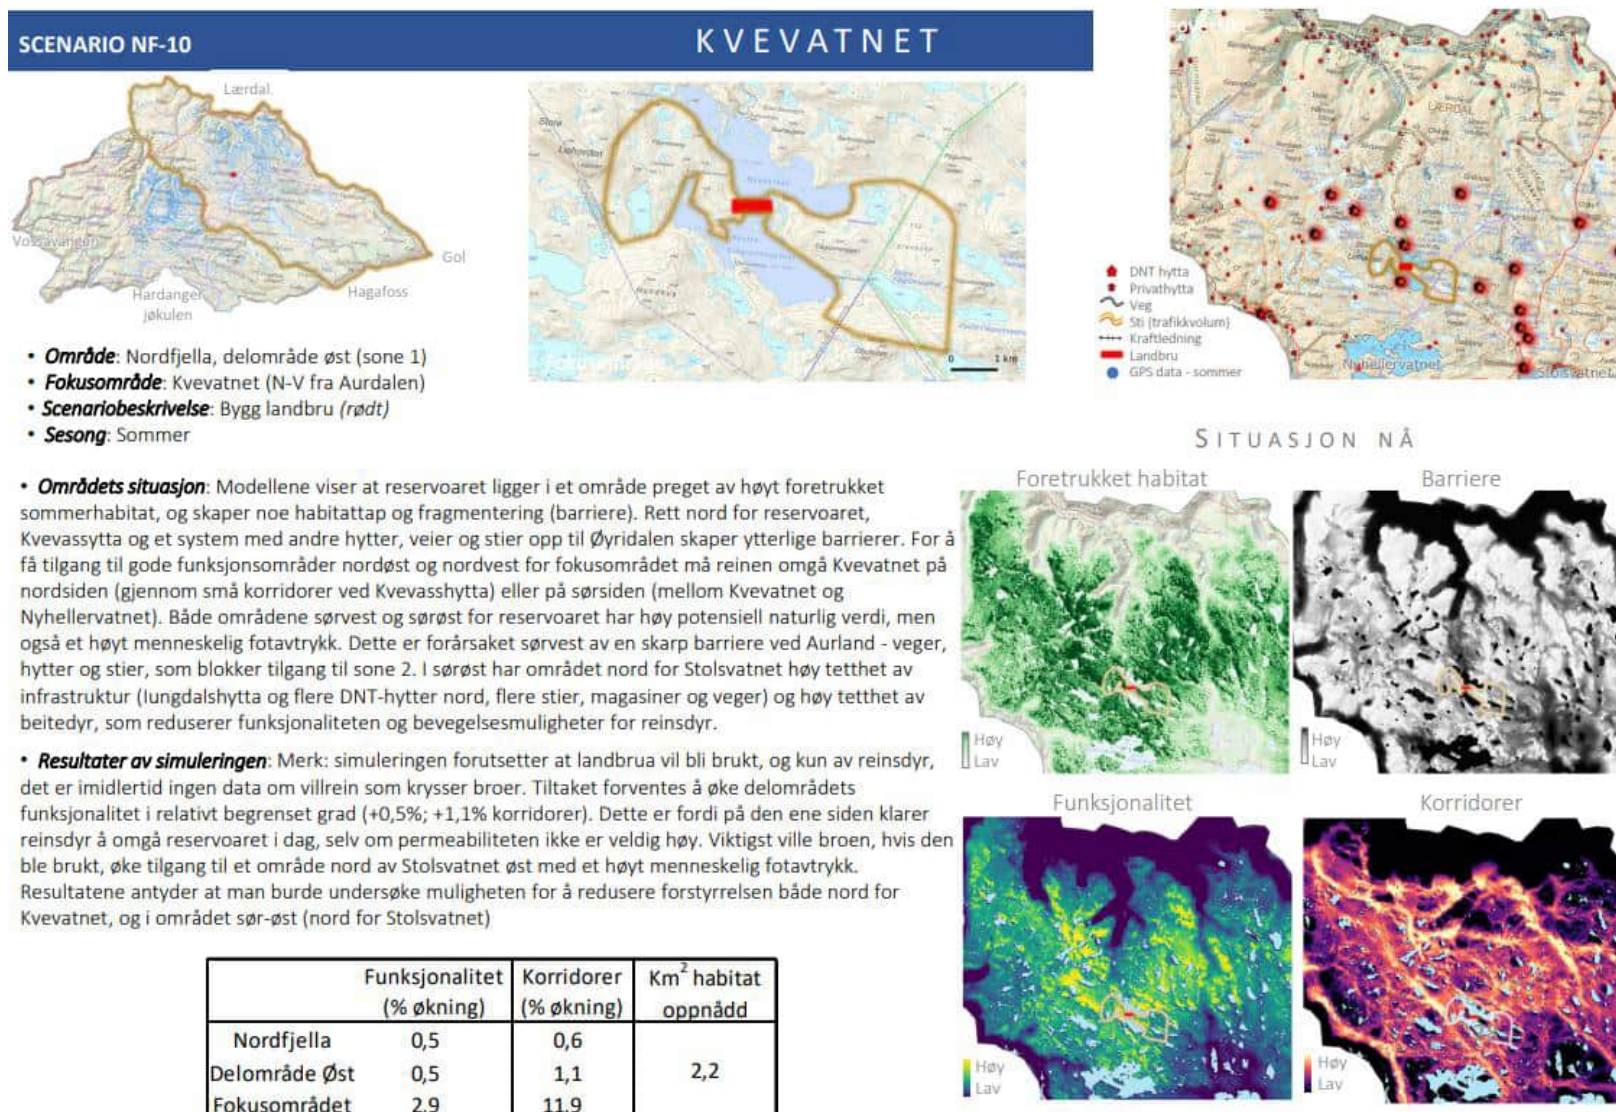 SCENARIO NF-10
KVEVATNET
Lærdal
Vossavangen
Gol
Hagafoss
Hardanger
jøkulen
0 1 km
LÆRDAL
DNT hytta
Privathytta
Veg
Sti (trafikkvolum)
Kraftledning
Landbru
GPS data - sommer
Nyhellervatnet
Stolsvatnet
• Område: Nordfjella, delområde øst (sone 1)
• Fokusområde: Kvevatnet (N-V fra Aurdalen)
• Scenariobeskrivelse: Bygg landbru (rødt)
• Sesong: Sommer
• Områdets situasjon: Modellene viser at reservoaret ligger i et område preget av høyt foretrukket
sommerhabitat, og skaper noe habitattap og fragmentering (barriere). Rett nord for reservoaret,
Kvevassytta og et system med andre hytter, veier og stier opp til Øyridalen skaper ytterlige barrierer. For å
få tilgang til gode funksjonsområder nordøst og nordvest for fokusområdet må reinen omgå Kvevatnet på
nordsiden (gjennom små korridorer ved Kvevasshytta) eller på sørsiden (mellom Kvevatnet og
Nyhellervatnet). Både områdene sørvest og sørøst for reservoaret har høy potensiell naturlig verdi, men
også et høyt menneskelig fotavtrykk. Dette er forårsaket sørvest av en skarp barriere ved Aurland - veger,
hytter og stier, som blokker tilgang til sone 2. I sørøst har området nord for Stolsvatnet høy tetthet av
infrastruktur (Iungdalshytta og flere DNT-hytter nord, flere stier, magasiner og veger) og høy tetthet av
beitedyr, som reduserer funksjonaliteten og bevegelsesmuligheter for reinsdyr.
• Resultater av simuleringen: Merk: simuleringen forutsetter at landbrua vil bli brukt, og kun av reinsdyr,
det er imidlertid ingen data om villrein som krysser broer. Tiltaket forventes å øke delområdets
funksjonalitet i relativt begrenset grad (+0,5%; +1,1% korridorer). Dette er fordi på den ene siden klarer
reinsdyr å omgå reservoaret i dag, selv om permeabiliteten ikke er veldig høy. Viktigst ville broen, hvis den
ble brukt, øke tilgang til et område nord av Stolsvatnet øst med et høyt menneskelig fotavtrykk.
Resultatene antyder at man burde undersøke muligheten for å redusere forstyrrelsen både nord for
Kvevatnet, og i området sør-øst (nord for Stolsvatnet)
Funksjonalitet Korridorer Km2 habitat
(% økning) (% økning) oppnådd
Nordfjella 0,5 0,6
Delområde Øst 0,5 1,1 2,2
Fokusområdet 2,9 11,9
SITUASJON NÅ
Foretrukket habitat
Barriere
Høy
Lav
Høy
Lav
Funksjonalitet
Korridorer
Høy
Lav
Høy
Lav